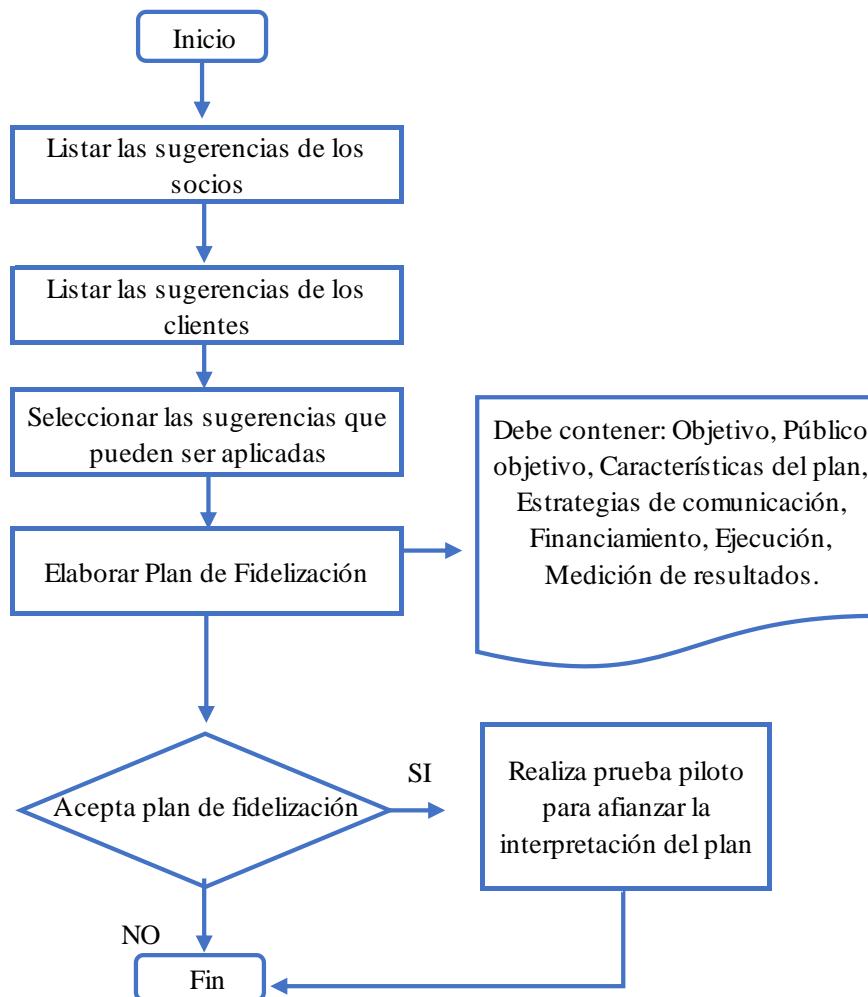 Inicio
Listar las sugerencias de los
socios
Listar las sugerencias de los
clientes
Seleccionar las sugerencias que
pueden ser aplicadas
Elaborar Plan de Fidelización
Debe contener: Objetivo, Público
objetivo, Características del plan,
Estrategias de comunicación,
Financiamiento, Ejecución,
Medición de resultados.
Acepta plan de fidelización
SI
Realiza prueba piloto
para afianzar la
interpretación del plan
NO
Fin